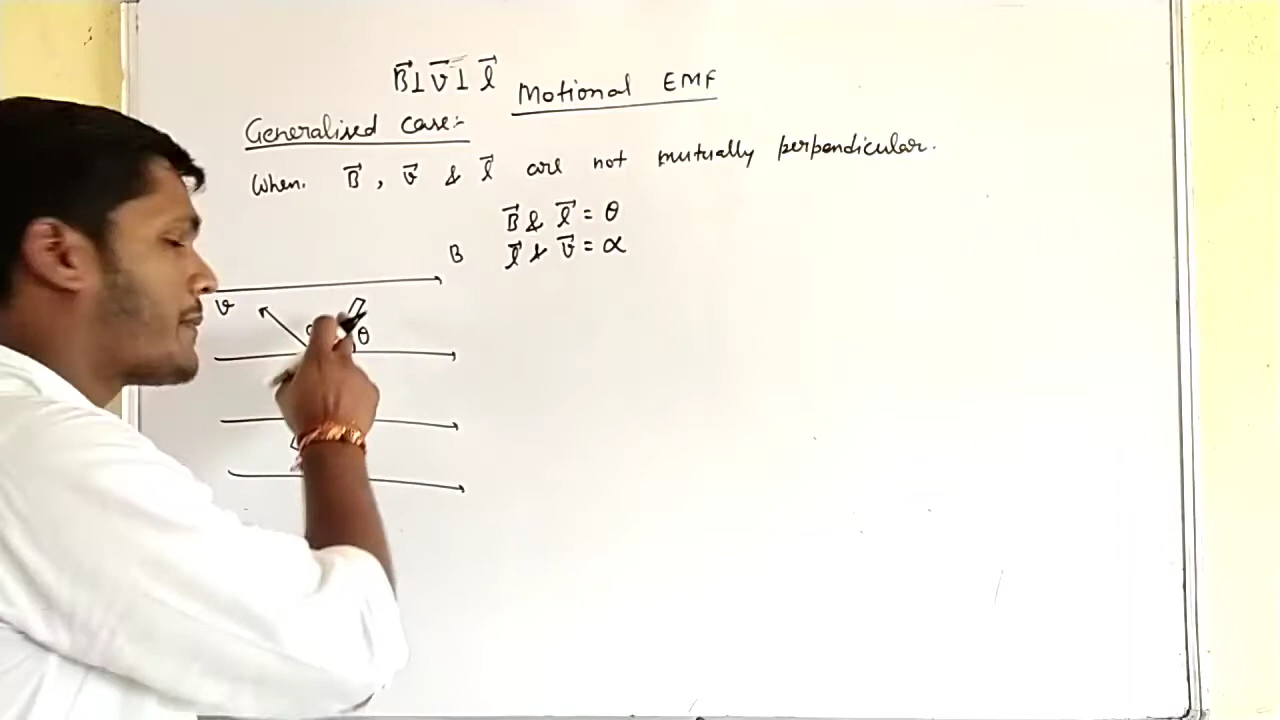 B⃗ ⊥ v⃗ ⊥ l⃗
Motional EMF
Generalised case:-
When. B⃗, v⃗ & l⃗ are not mutually perpendicular.
B⃗ & l⃗ = θ
l⃗ & v⃗ = α
B
v
θ